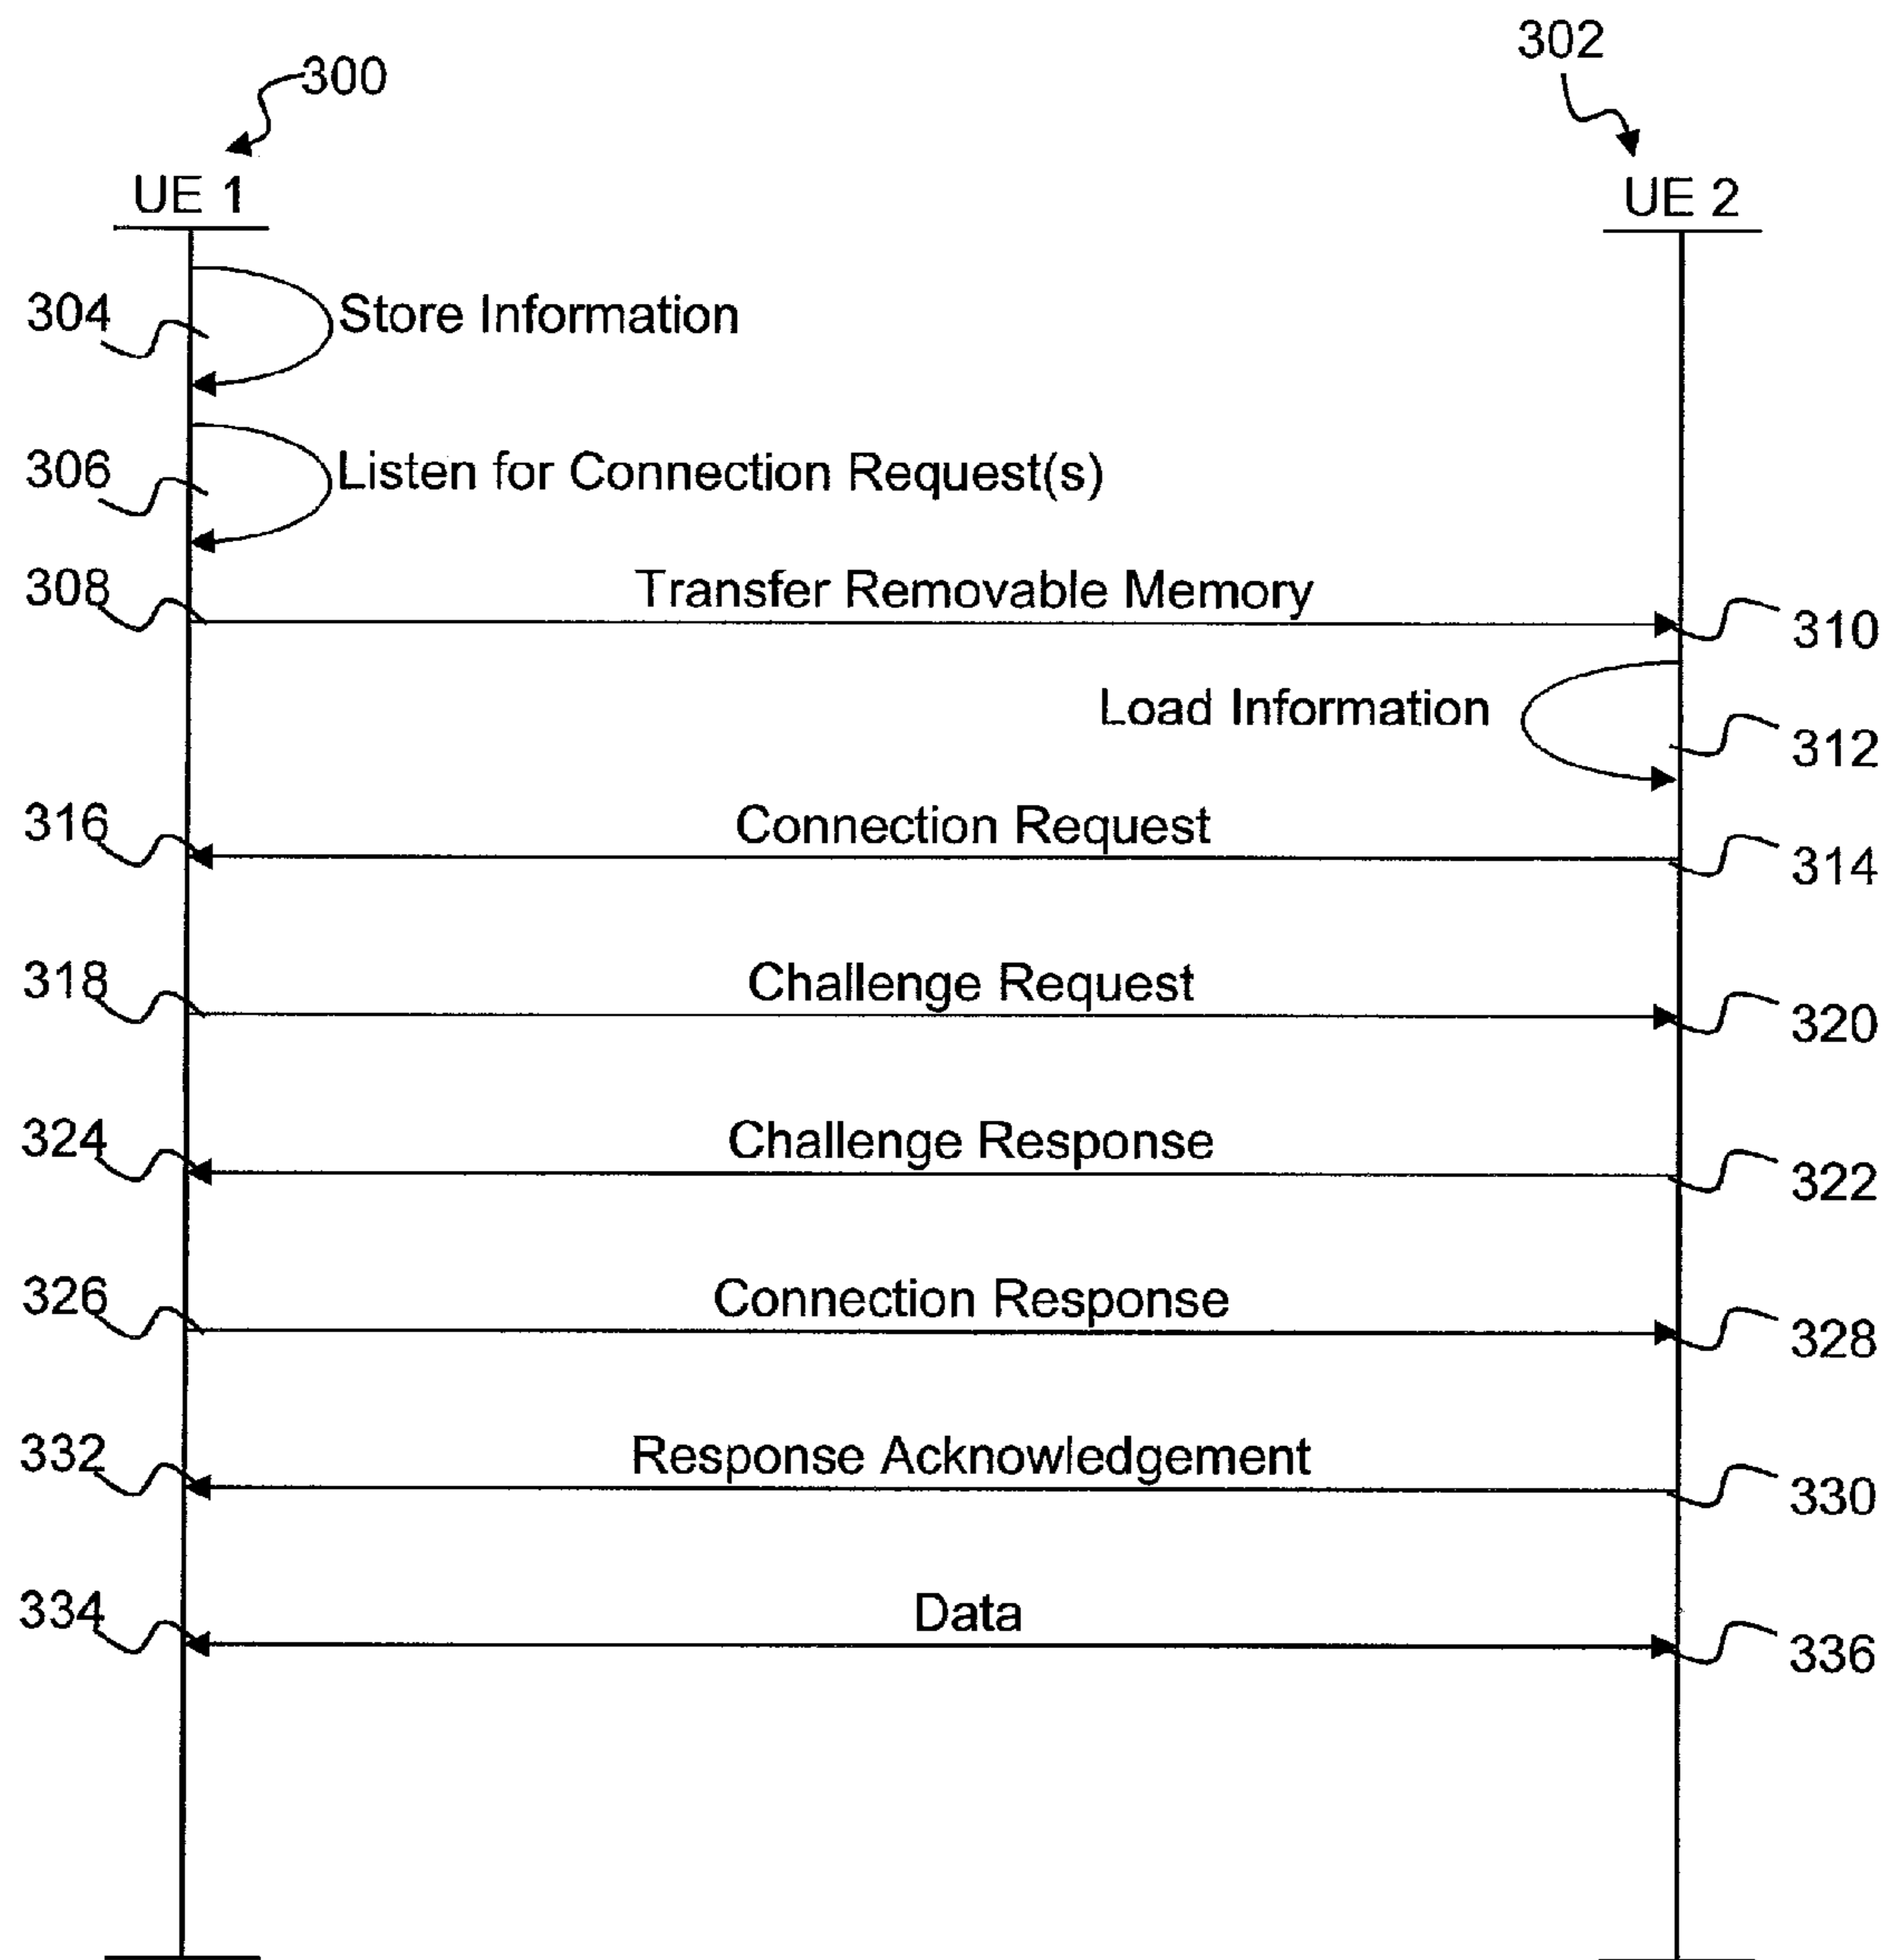 302
300
UE 1
UE 2
304
Store Information
306
Listen for Connection Request(s)
308
Transfer Removable Memory
310
Load Information
312
316
Connection Request
314
318
Challenge Request
320
324
Challenge Response
322
326
Connection Response
328
332
Response Acknowledgement
330
334
Data
336